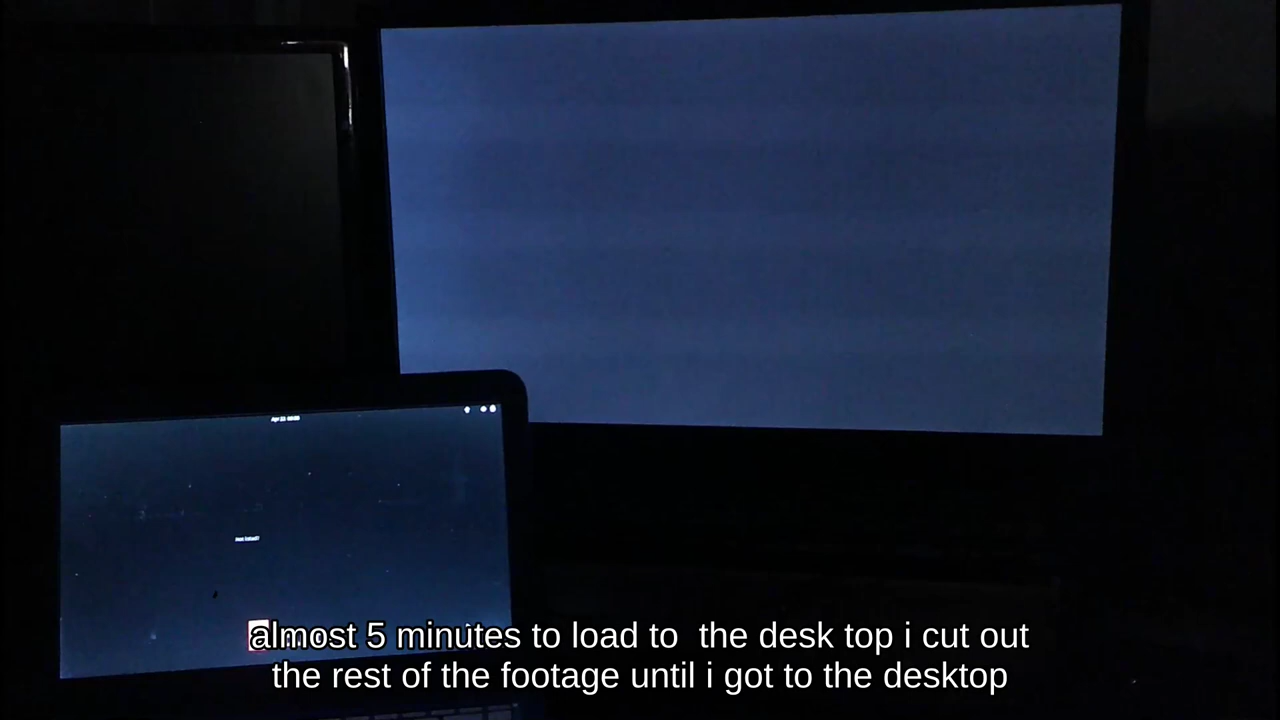 almost 5 minutes to load to  the desk top i cut out
the rest of the footage until i got to the desktop